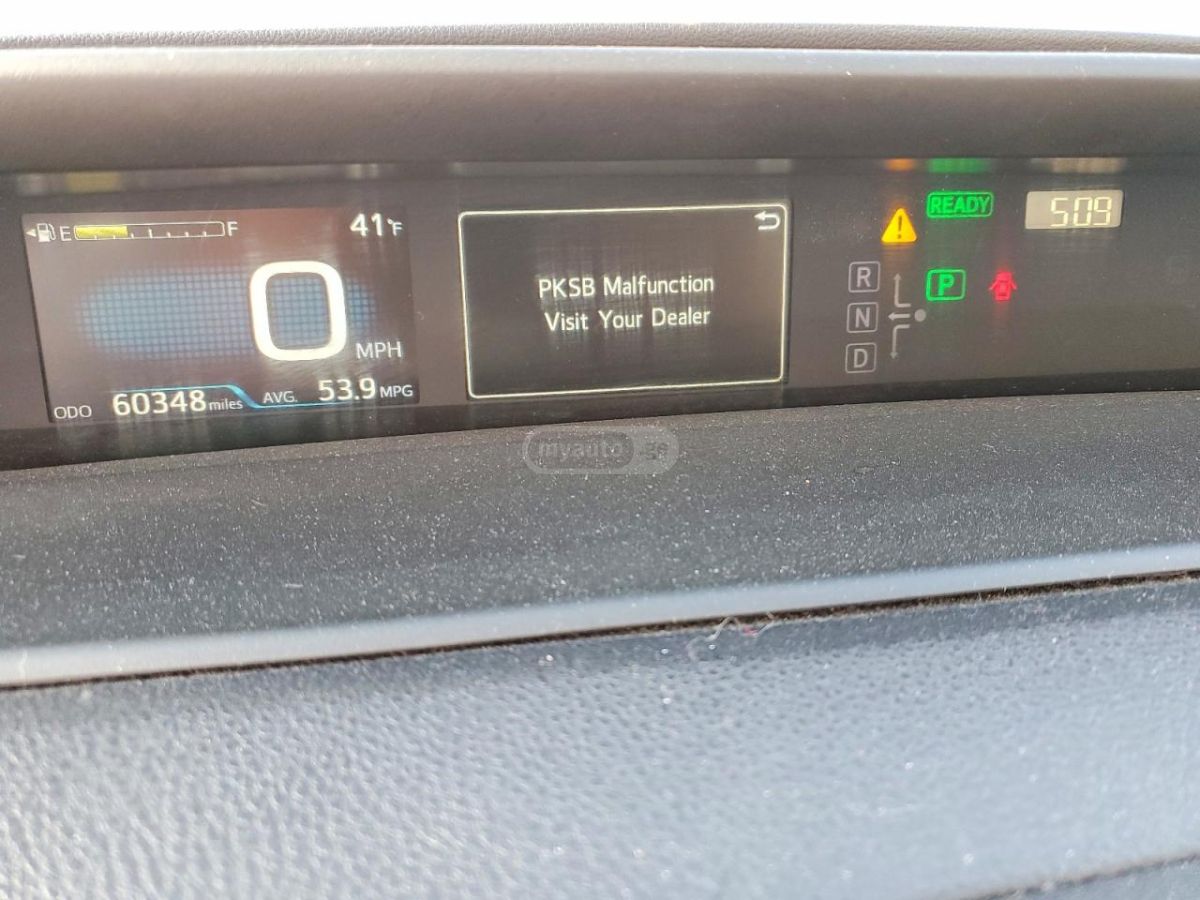 E F 41°F
0 MPH
ODO 60348 miles AVG. 53.9 MPG
PKSB Malfunction
Visit Your Dealer
READY
5:09
R
P
N
D
myauto.ge